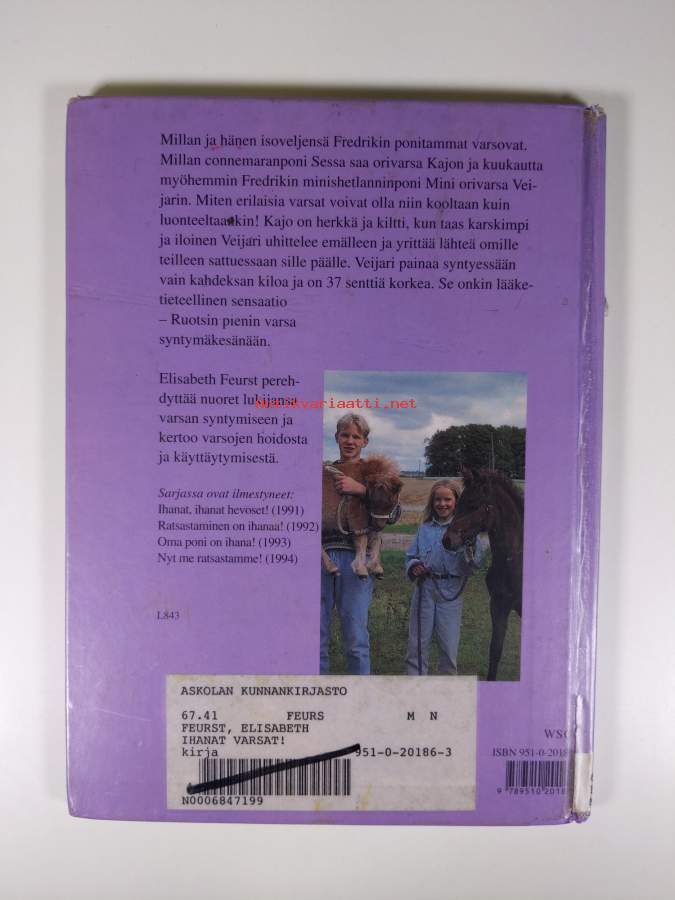 Millan ja hänen isoveljensä Fredrikin ponitammat varsovat.
Millan connemaranponi Sessa saa orivarsa Kajon ja kuukautta
myöhemmin Fredrikin minishetlanninponi Mini orivarsa Vei-
jarin. Miten erilaisia varsat voivat olla niin kooltaan kuin
luonteeltaankin! Kajo on herkkä ja kiltti, kun taas karskimpi
ja iloinen Veijari uhittelee emälleen ja yrittää lähteä omille
teilleen sattuessaan sille päälle. Veijari painaa syntyessään
vain kahdeksan kiloa ja on 37 senttiä korkea. Se onkin lääke-
tieteellinen sensaatio
– Ruotsin pienin varsa
syntymäkesänään.
Elisabeth Feurst pereh-
dyttää nuoret lukijansa
varsan syntymiseen ja
kertoo varsojen hoidosta
ja käyttäytymisestä.
Antikvariaatti.net
Sarjassa ovat ilmestyneet:
Ihanat, ihanat hevoset! (1991)
Ratsastaminen on ihanaa! (1992)
Oma poni on ihana! (1993)
Nyt me ratsastamme! (1994)
L843
ASKOLAN KUNNANKIRJASTO
67.41 FEURS M N
FEURST, ELISABETH
IHANAT VARSAT!
kirja 951-0-20186-3
N0006847199
WSO
ISBN 951-0-2018
9 789510 2018